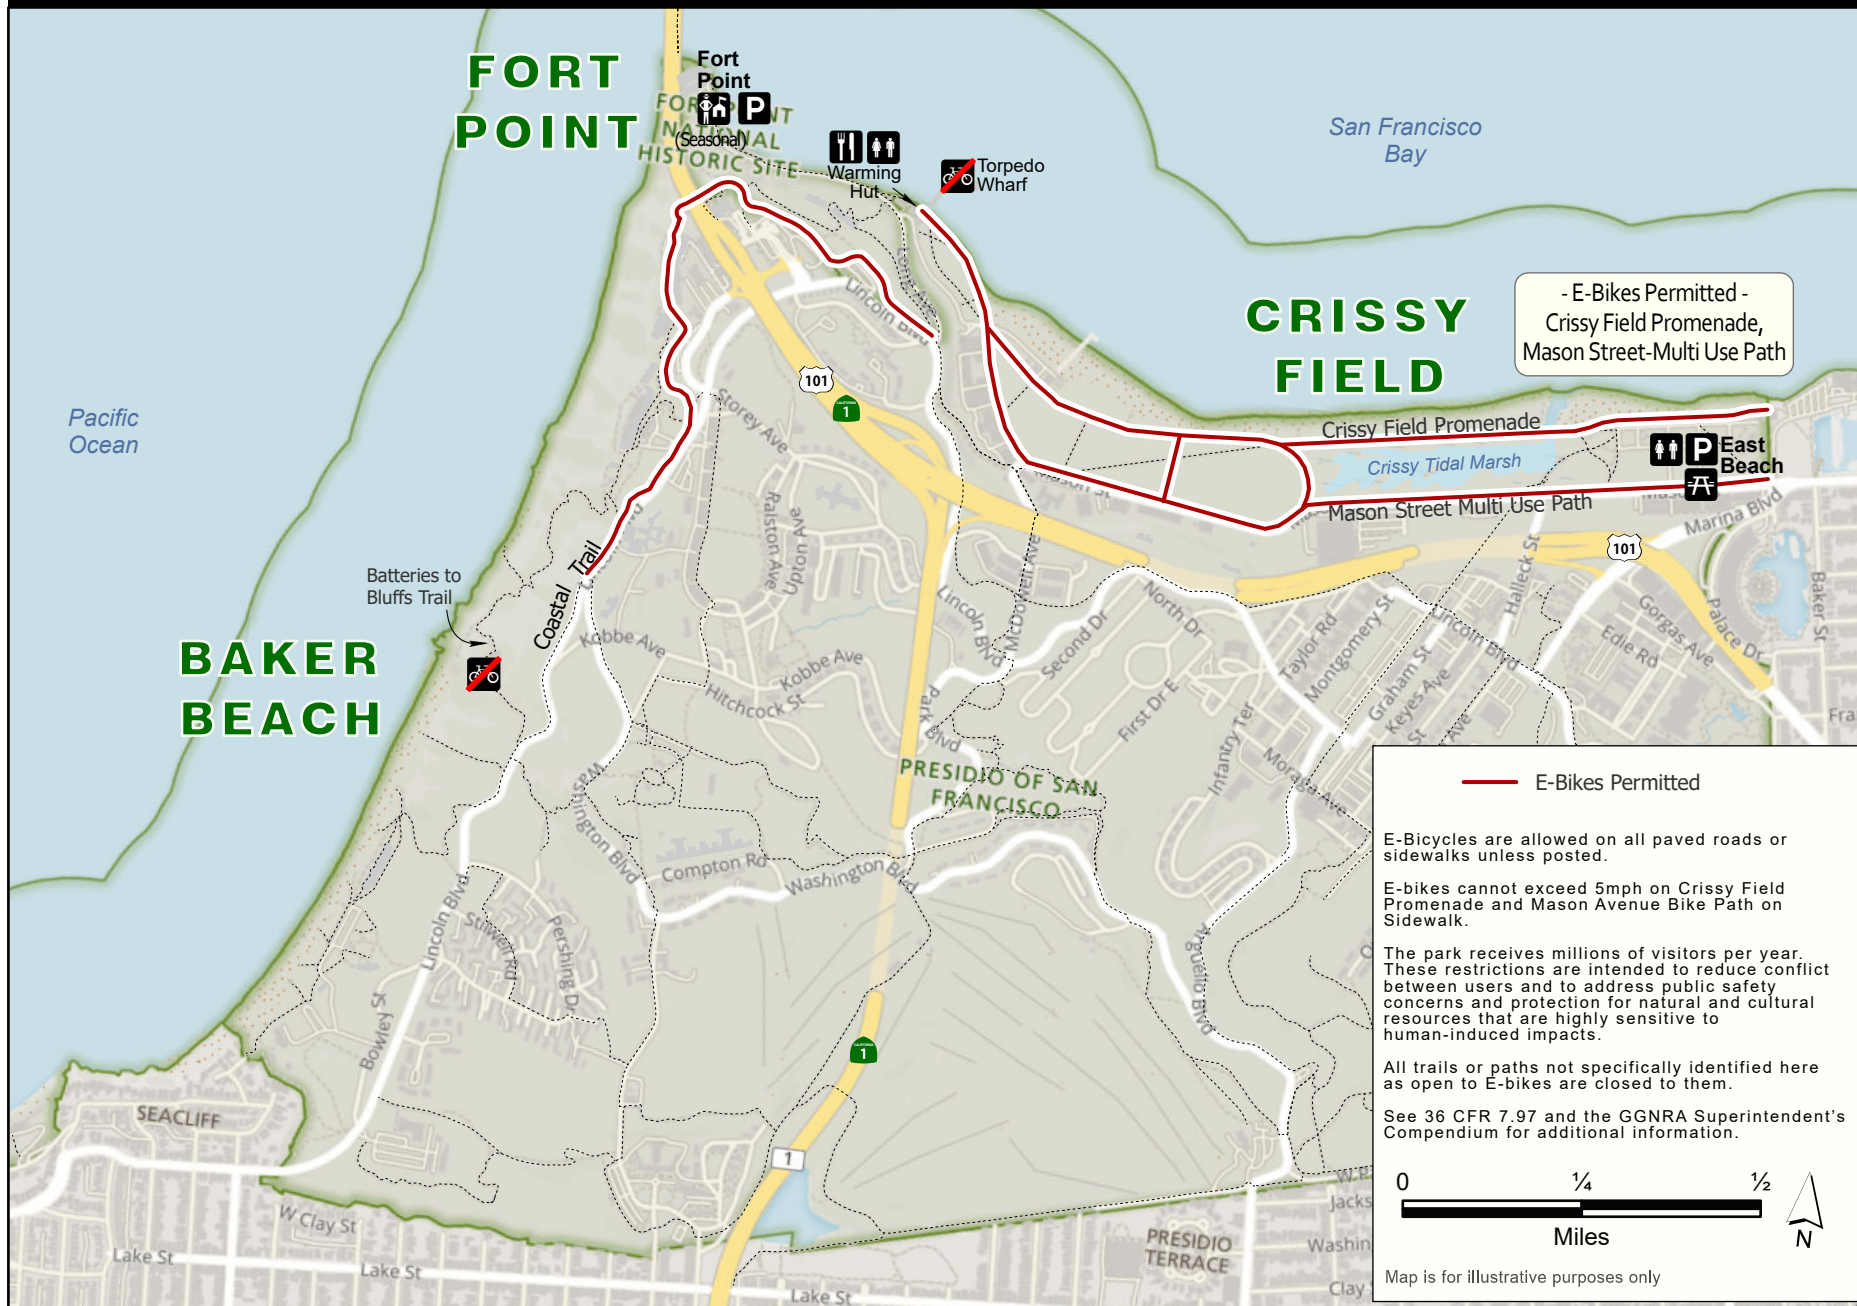 FORT
POINT
Fort
Point
FORT POINT
NATIONAL
HISTORIC SITE
(Seasonal)
P
Warming
Hut
Torpedo
Wharf
San Francisco
Bay
CRISSY
FIELD
- E-Bikes Permitted -
Crissy Field Promenade,
Mason Street-Multi Use Path
Pacific
Ocean
Long Ave
Lincoln Blvd
101
CALIFORNIA
1
Storey Ave
Crissy Field Promenade
Crissy Tidal Marsh
P
East
Beach
Mason St
Mason Street Multi Use Path
Marina Blvd
101
Ralston Ave
Upton Ave
Halleck St
Baker St
Coastal Trail
Batteries to
Bluffs Trail
BAKER
BEACH
Kobbe Ave
Kobbe Ave
Hitchcock St
Lincoln Blvd
McDowell Ave
Second Dr
North Dr
First Dr E
Park Blvd
Taylor Rd
Montgomery St
Graham St
Keyes Ave
Lincoln Blvd
Gorgas Ave
Edie Rd
Palace Dr
Infantry Ter
Moraga Ave
PRESIDIO OF SAN
FRANCISCO
Washington Blvd
Compton Rd
Washington Blvd
Lincoln Blvd
Stilwell Rd
Pershing Dr
Bowley St
Arguello Blvd
CALIFORNIA
1
1
SEACLIFF
W Clay St
Lake St
Lake St
Lake St
PRESIDIO
TERRACE
Jacks
Washin
Clay
E-Bikes Permitted
E-Bicycles are allowed on all paved roads or
sidewalks unless posted.
E-bikes cannot exceed 5mph on Crissy Field
Promenade and Mason Avenue Bike Path on
Sidewalk.
The park receives millions of visitors per year.
These restrictions are intended to reduce conflict
between users and to address public safety
concerns and protection for natural and cultural
resources that are highly sensitive to
human-induced impacts.
All trails or paths not specifically identified here
as open to E-bikes are closed to them.
See 36 CFR 7.97 and the GGNRA Superintendent's
Compendium for additional information.
0 ¼ ½
Miles
N
Map is for illustrative purposes only